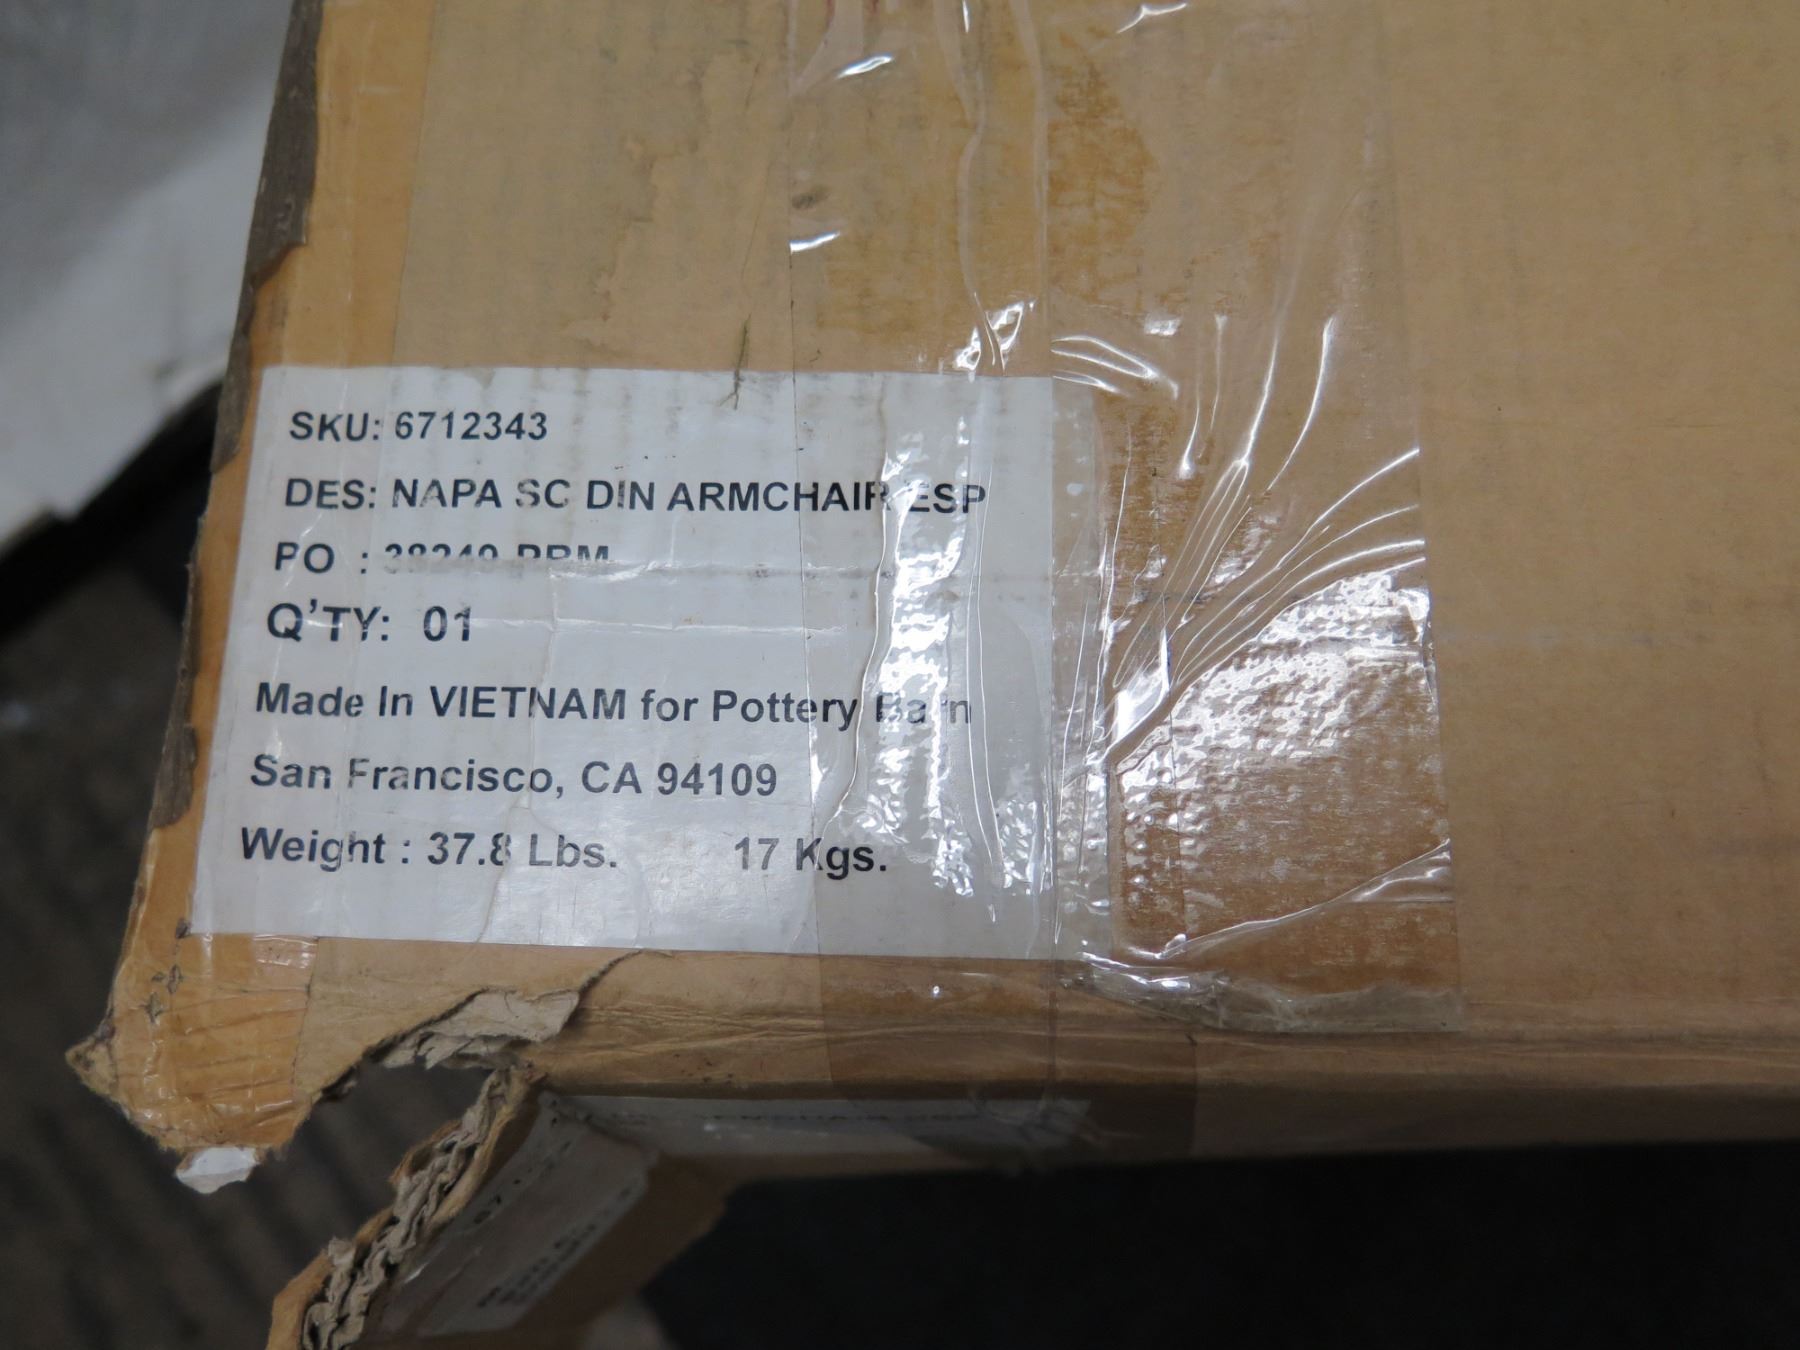 SKU: 6712343
DES: NAPA SC DIN ARMCHAIR ESP
PO :
Q'TY: 01
Made In VIETNAM for Pottery Barn
San Francisco, CA 94109
Weight : 37.8 Lbs. 17 Kgs.